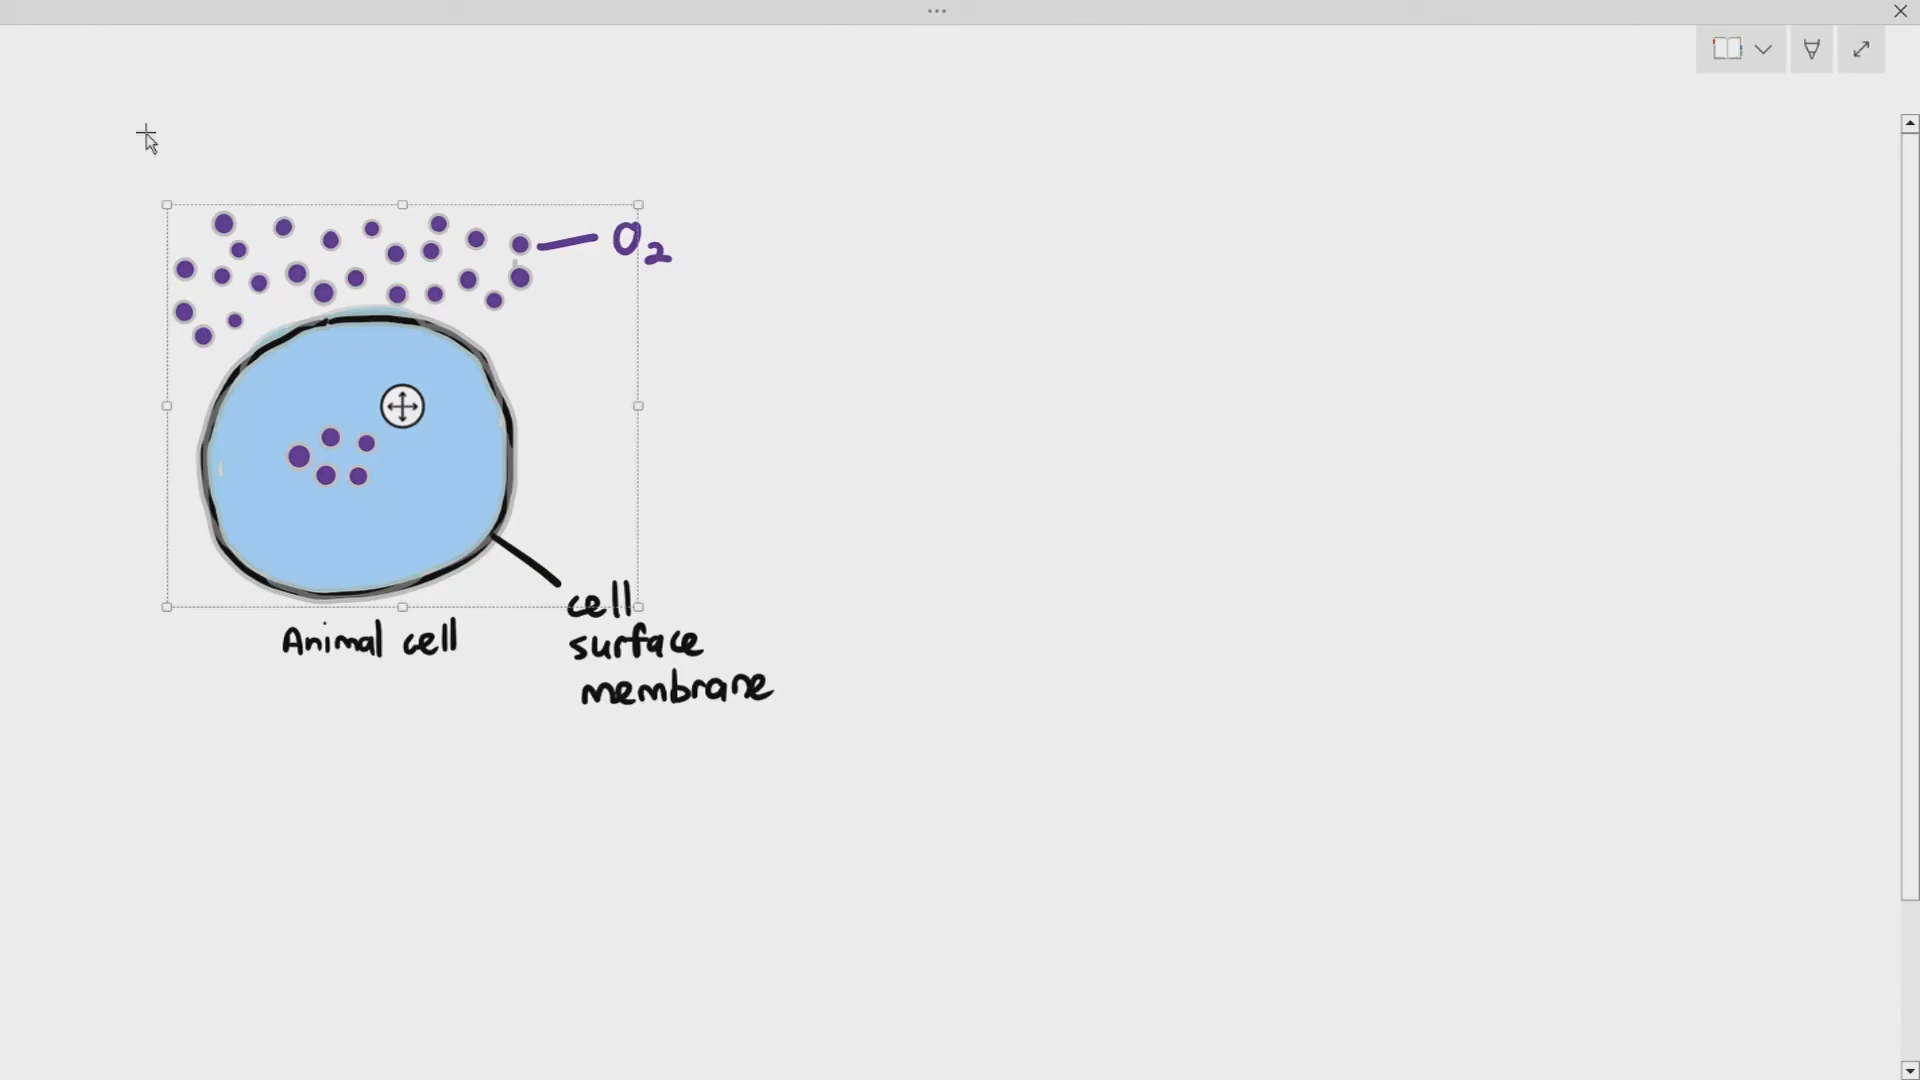 O₂
Animal cell
cell
surface
membrane